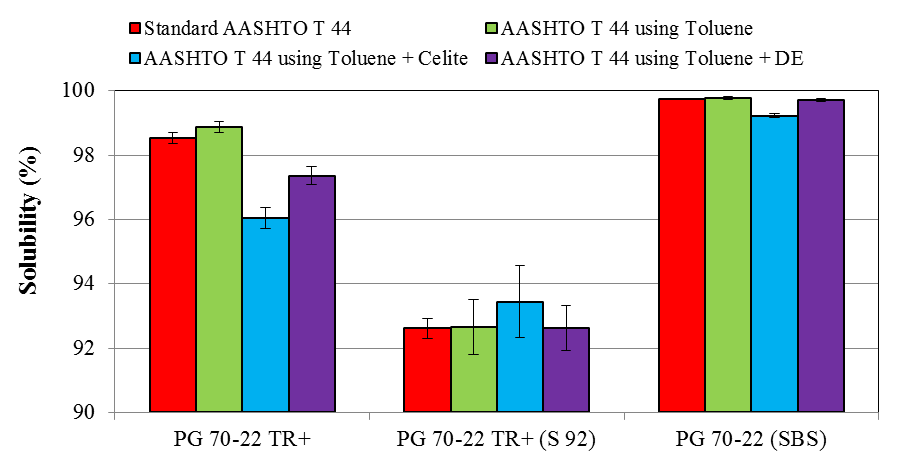 Standard AASHTO T 44
AASHTO T 44 using Toluene
AASHTO T 44 using Toluene + Celite
AASHTO T 44 using Toluene + DE
Solubility (%)
100
98
96
94
92
90
PG 70-22 TR+
PG 70-22 TR+ (S 92)
PG 70-22 (SBS)